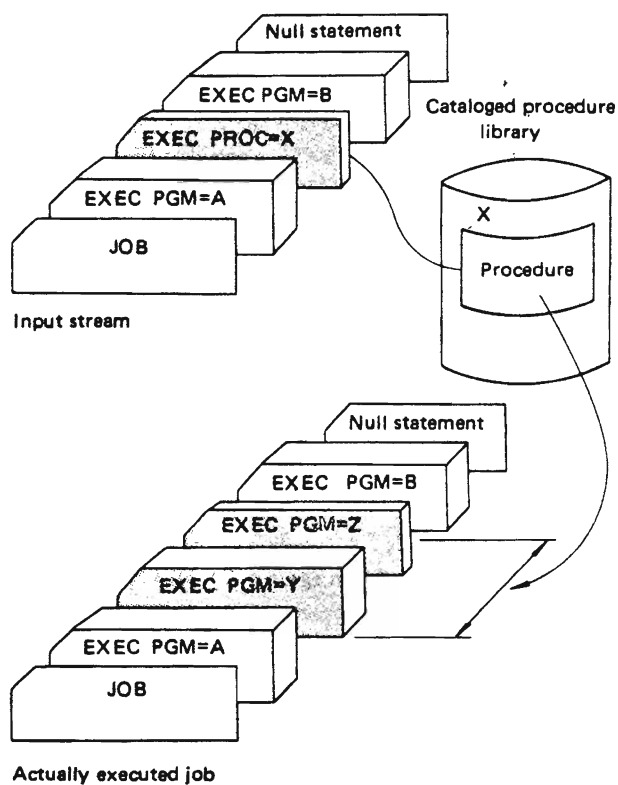 Null statement
EXEC PGM=B
EXEC PROC=X
EXEC PGM=A
JOB
Input stream
Cataloged procedure
library
X
Procedure
Null statement
EXEC PGM=B
EXEC PGM=Z
EXEC PGM=Y
EXEC PGM=A
JOB
Actually executed job